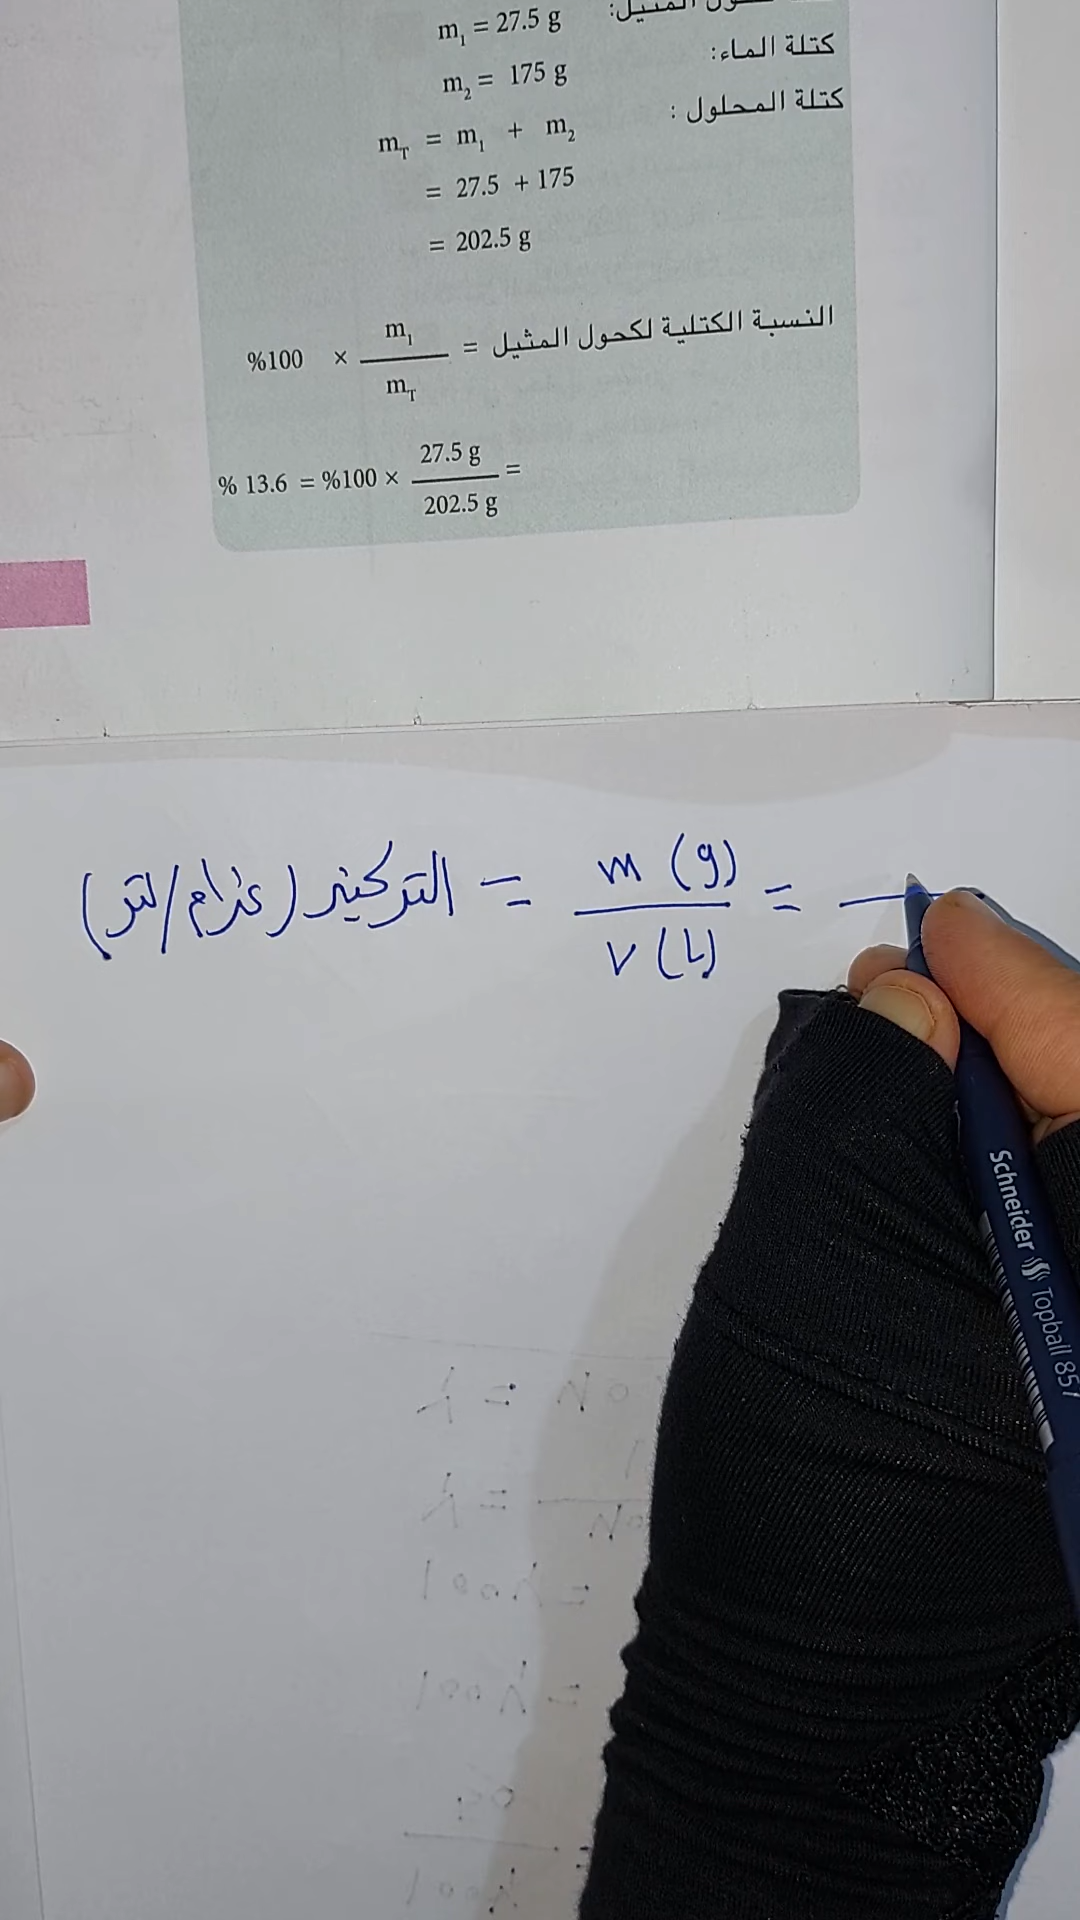 m₁ = 27.5 g
كتلة الماء: m₂ = 175 g
كتلة المحلول : m_T = m₁ + m₂
= 27.5 + 175
= 202.5 g
النسبة الكتلية لكحول المثيل = m₁ / m_T × %100
= 27.5 g / 202.5 g × %100 = % 13.6
التركيز (غرام/لتر) = m (g) / V (L) =
Schneider Topball 857